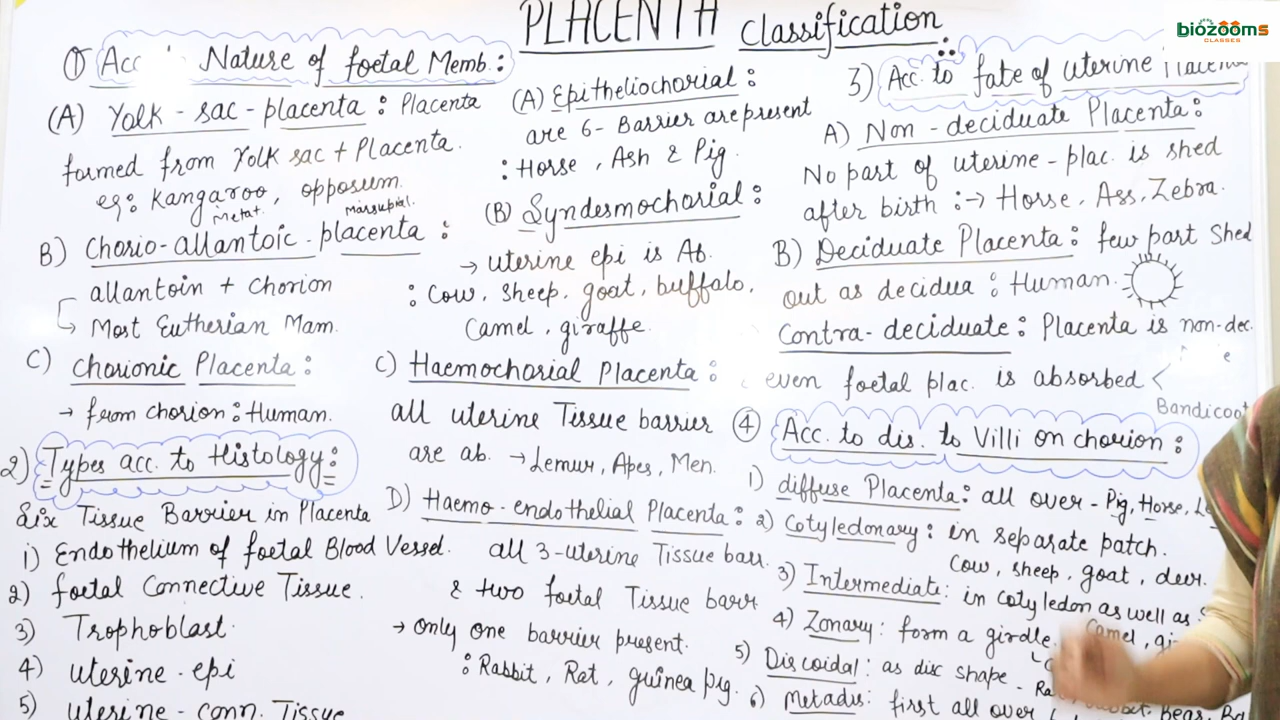 PLACENTA Classification.
biozooms
CLASSES
① Acc Nature of foetal Memb.:
(A) Yolk-sac-placenta : Placenta
formed from Yolk sac + Placenta.
eg: Kangaroo, opposum.
Metat. Marsupial.
B) Chorio-allantoic-placenta :
allantoin + Chorion
Most Eutherian Mam.
C) Chorionic Placenta :
→ from chorion : Human.
2) Types acc. to Histology :
Six Tissue Barrier in Placenta
1) Endothelium of foetal Blood Vessel.
2) foetal Connective Tissue.
3) Trophoblast.
4) uterine.epi
5) uterine-conn. Tissue
(A) Epitheliochorial :
are 6-Barrier are present
: Horse, Ash & Pig.
(B) Syndesmochorial :
→ uterine epi is Ab.
: Cow, Sheep, goat, buffalo,
Camel, giraffe.
C) Haemochorial Placenta :
all uterine Tissue barrier
are ab. → Lemur, Apes, Men.
D) Haemo-endothelial Placenta :
all 3-uterine Tissue barr.
& two foetal Tissue barr
→ Only one barrier present.
: Rabbit, Rat, guinea pig.
3) Acc. to fate of uterine Placenta
A) Non-deciduate Placenta :
No part of uterine-plac. is shed
after birth :→ Horse, Ass, Zebra.
B) Deciduate Placenta : few part Shed
out as decidua : Human.
Contra-deciduate : Placenta is non-dec.
even foetal plac. is absorbed <
Bandicoot
④ Acc. to dis. to Villi on chorion :
1) diffuse Placenta : all over - Pig, Horse,
2) Cotyledonary : in separate patch.
Cow, sheep, goat, deer.
3) Intermediate : in cotyledon as well as
Camel,
4) Zonary : form a girdle.
5) Discoidal : as disc shape -
6) Metadis : first all over